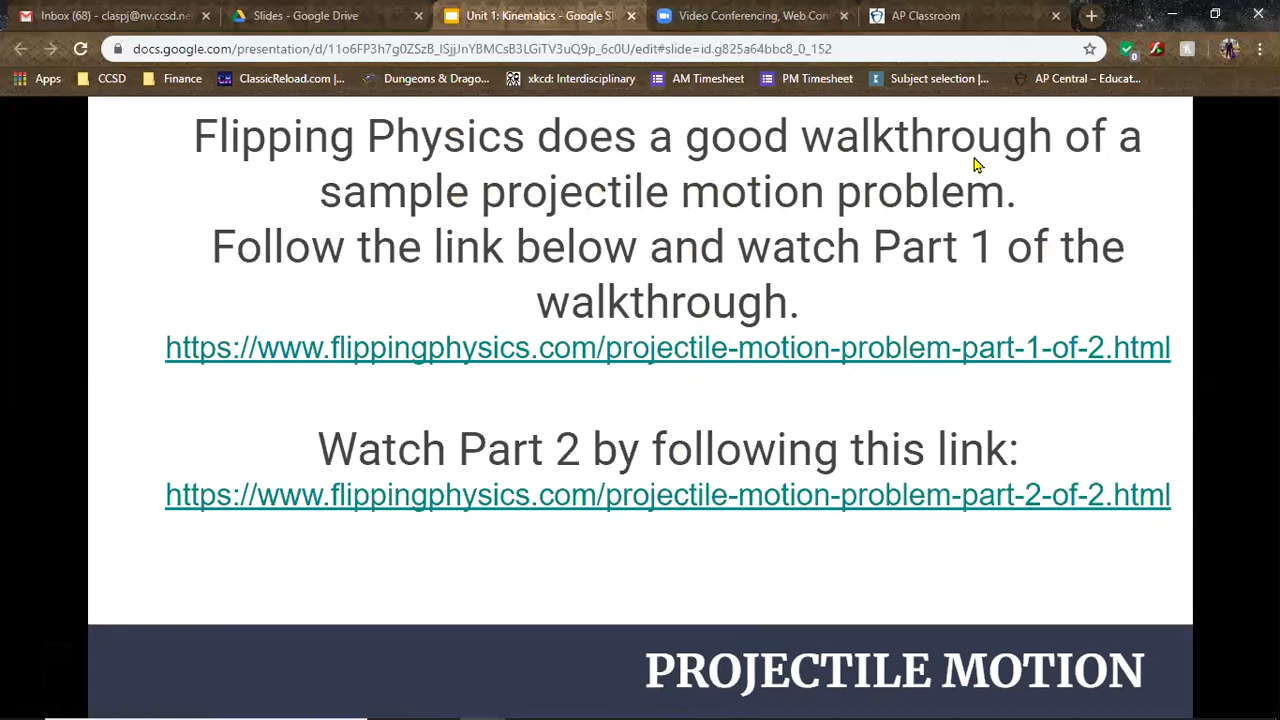 Inbox (68) - claspj@nv.ccsd.ne
Slides - Google Drive
Unit 1: Kinematics - Google Sl
Video Conferencing, Web Conf
AP Classroom
docs.google.com/presentation/d/11o6FP3h7g0ZSzB_lSjjJnYBMCsB3LGiTV3uQ9p_6c0U/edit#slide=id.g825a64bbc8_0_152
Apps
CCSD
Finance
ClassicReload.com |...
Dungeons & Drago...
xkcd: Interdisciplinary
AM Timesheet
PM Timesheet
Subject selection |...
AP Central – Educat...
Flipping Physics does a good walkthrough of a
sample projectile motion problem.
Follow the link below and watch Part 1 of the
walkthrough.
https://www.flippingphysics.com/projectile-motion-problem-part-1-of-2.html
Watch Part 2 by following this link:
https://www.flippingphysics.com/projectile-motion-problem-part-2-of-2.html
PROJECTILE MOTION